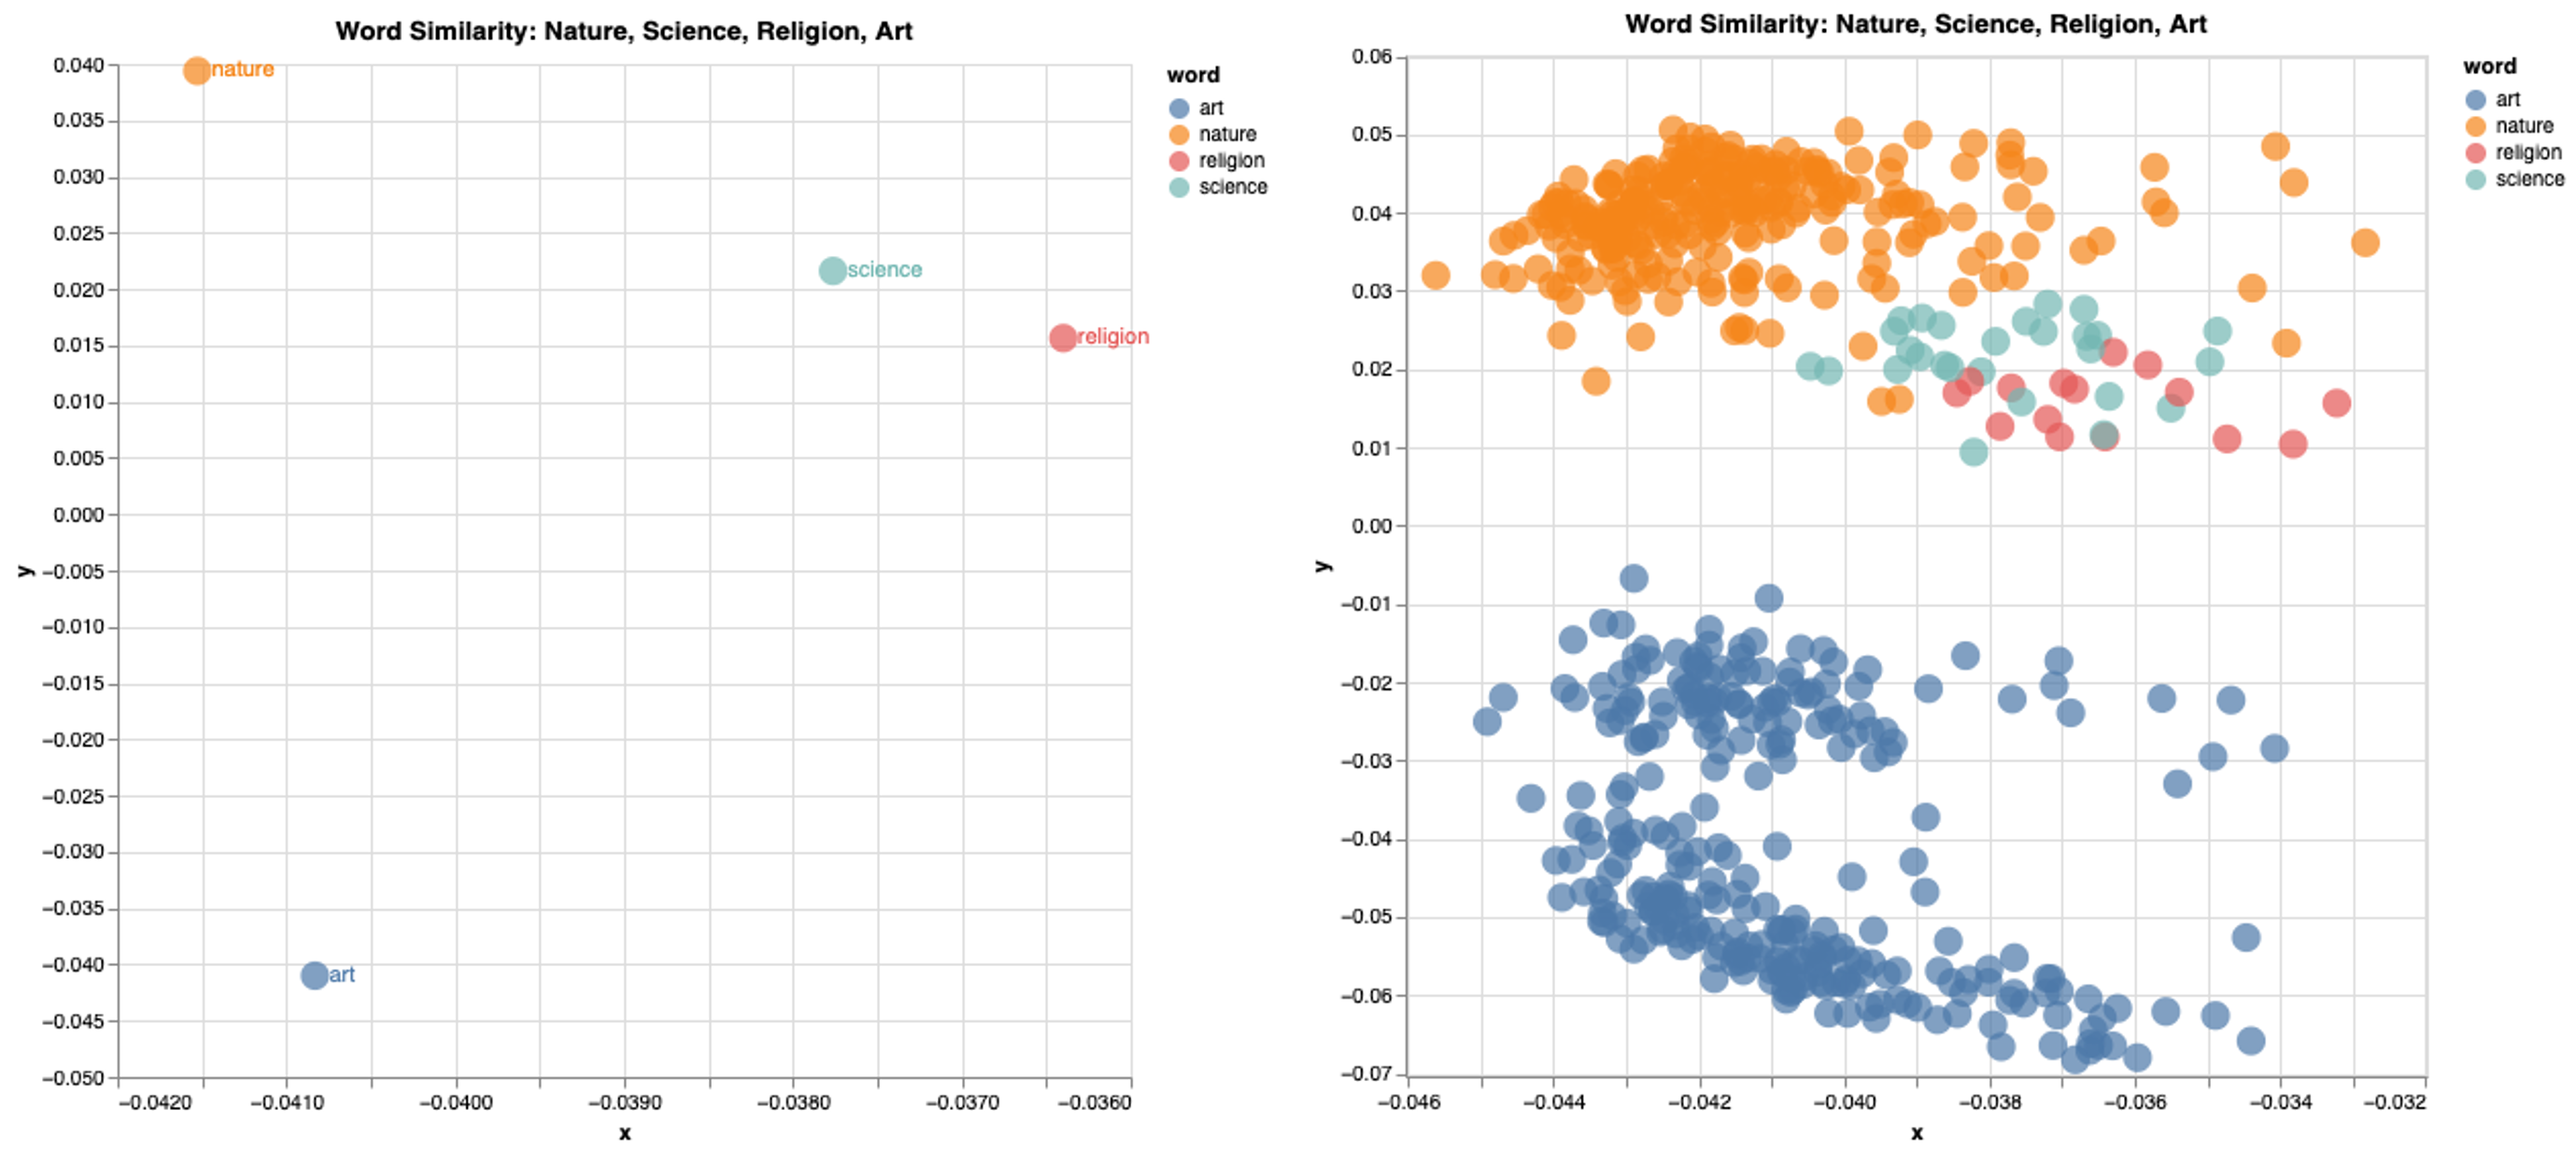 Word Similarity: Nature, Science, Religion, Art
0.040
0.035
0.030
0.025
0.020
0.015
0.010
0.005
0.000
−0.005
−0.010
−0.015
−0.020
−0.025
−0.030
−0.035
−0.040
−0.045
−0.050
y
nature
science
religion
art
−0.0420 −0.0410 −0.0400 −0.0390 −0.0380 −0.0370 −0.0360
x
word
art
nature
religion
science
Word Similarity: Nature, Science, Religion, Art
0.06
0.05
0.04
0.03
0.02
0.01
0.00
−0.01
−0.02
−0.03
−0.04
−0.05
−0.06
−0.07
y
−0.046 −0.044 −0.042 −0.040 −0.038 −0.036 −0.034 −0.032
x
word
art
nature
religion
science